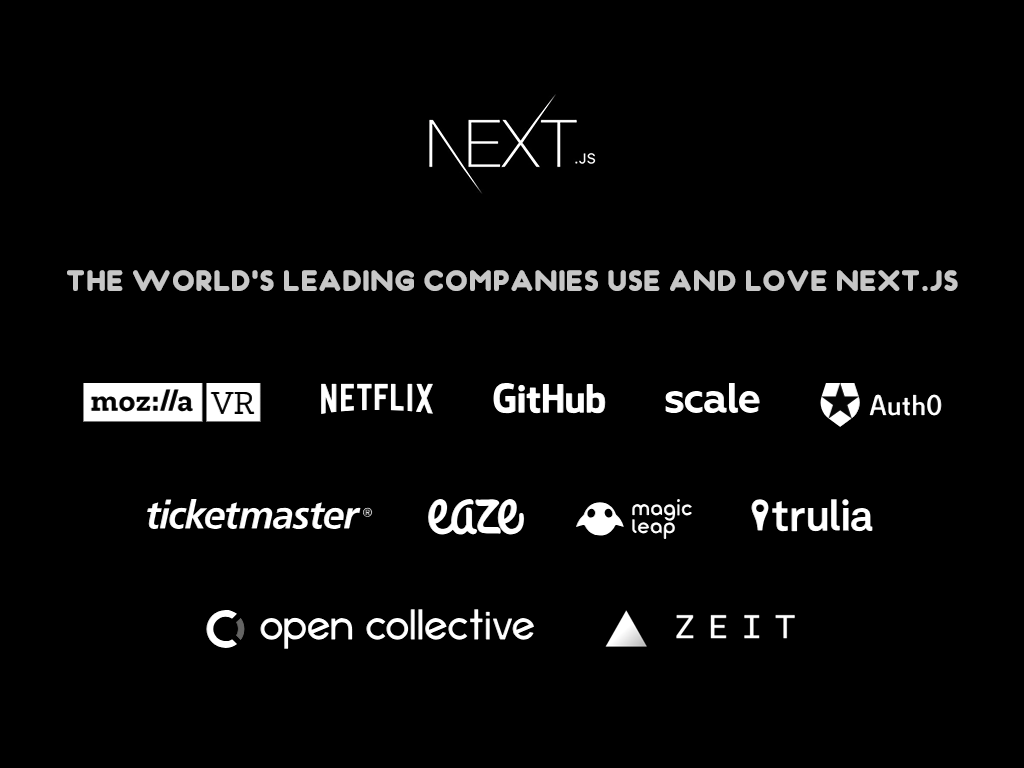 NEXT.JS
THE WORLD'S LEADING COMPANIES USE AND LOVE NEXT.JS
moz://a VR NETFLIX GitHub scale Auth0
ticketmaster® eaze magic leap trulia
open collective ZEIT